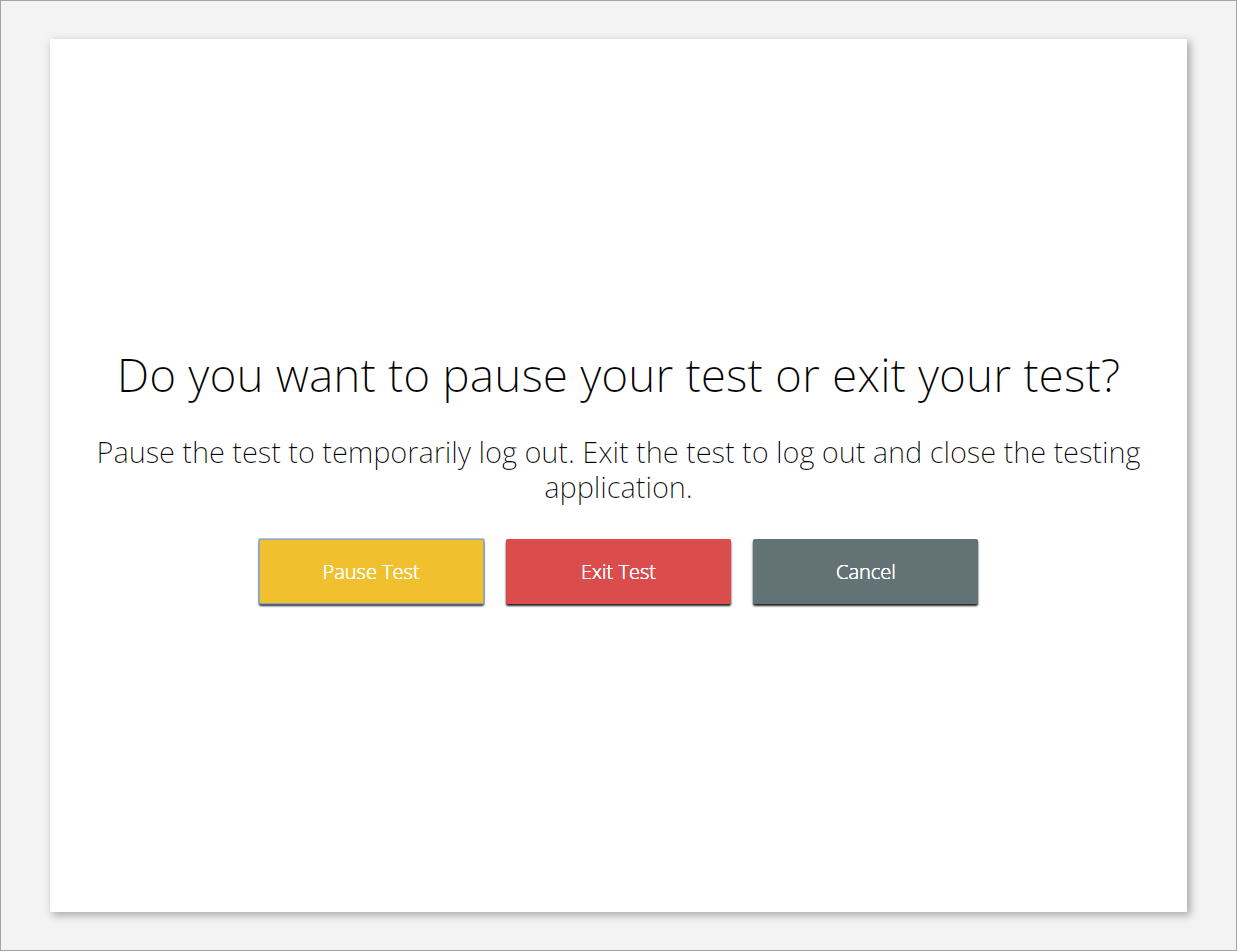 Do you want to pause your test or exit your test?
Pause the test to temporarily log out. Exit the test to log out and close the testing
application.
Pause Test
Exit Test
Cancel